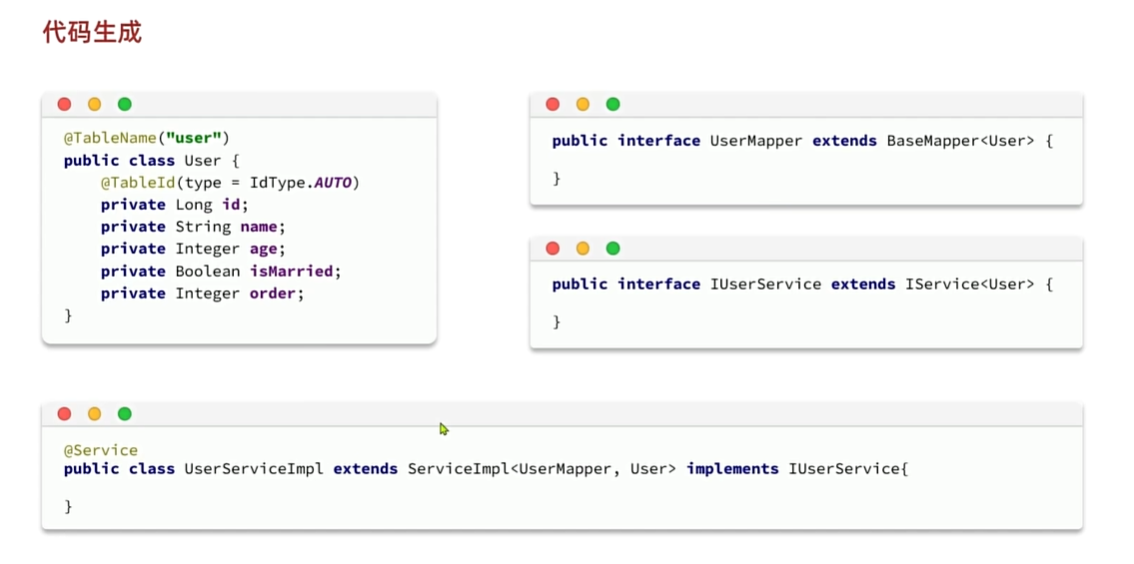 代码生成
@TableName("user")
public class User {
    @TableId(type = IdType.AUTO)
    private Long id;
    private String name;
    private Integer age;
    private Boolean isMarried;
    private Integer order;
}
public interface UserMapper extends BaseMapper<User> {
}
public interface IUserService extends IService<User> {
}
@Service
public class UserServiceImpl extends ServiceImpl<UserMapper, User> implements IUserService{
}